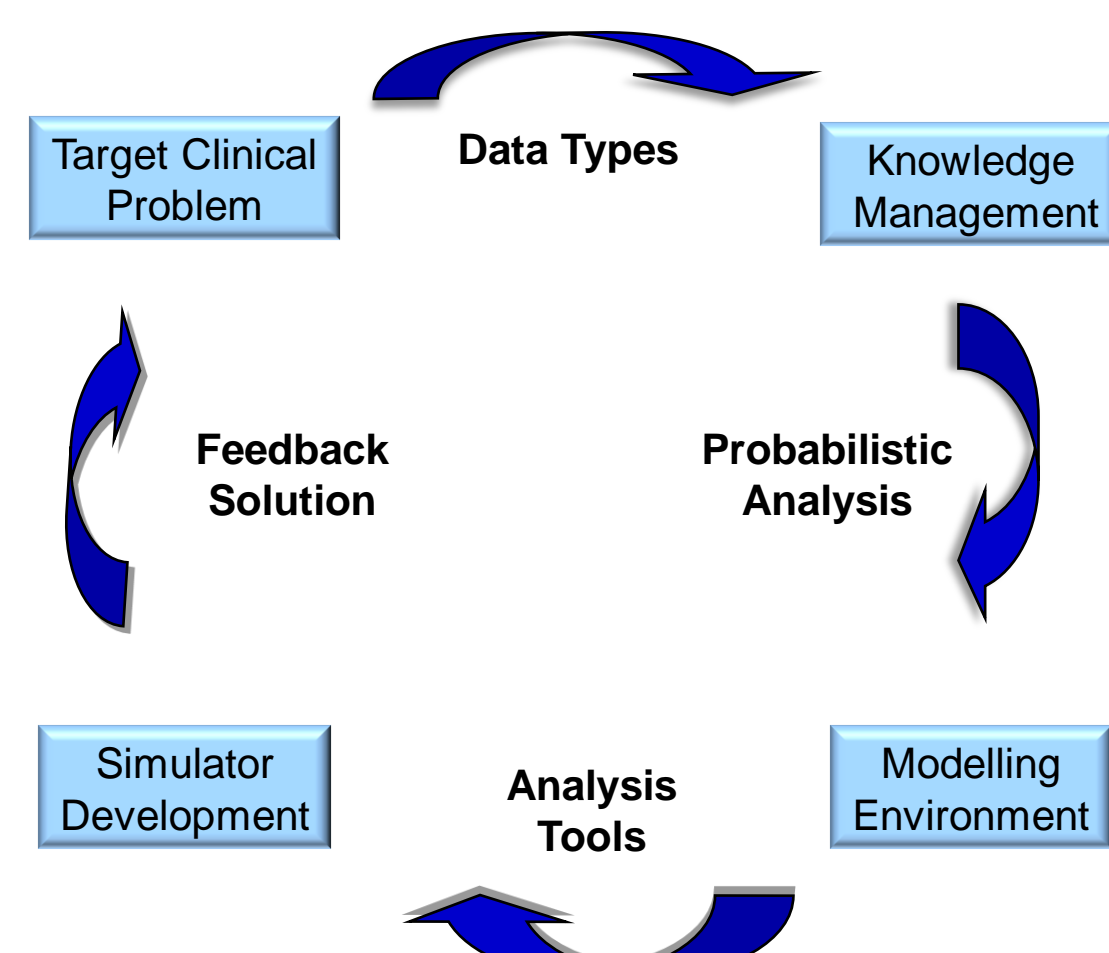 Target Clinical
Problem
Data Types
Knowledge
Management
Feedback
Solution
Probabilistic
Analysis
Simulator
Development
Analysis
Tools
Modelling
Environment